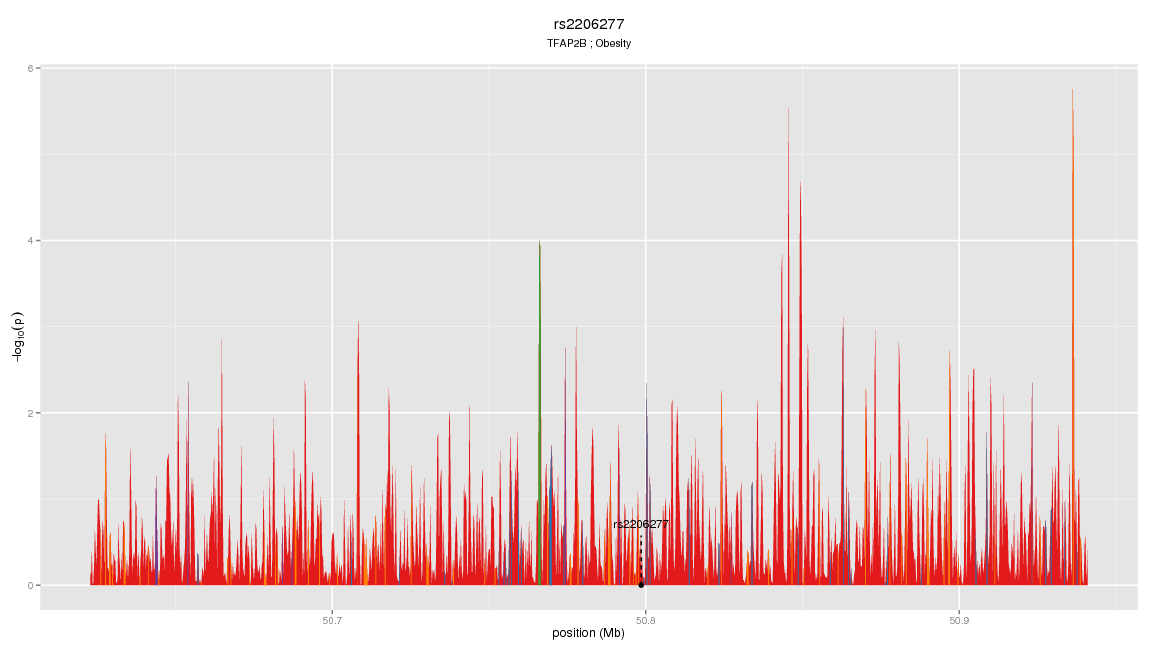 rs2206277
TFAP2B ; Obesity
−log10(p)
6
4
2
0
rs2206277
50.7
50.8
50.9
position (Mb)